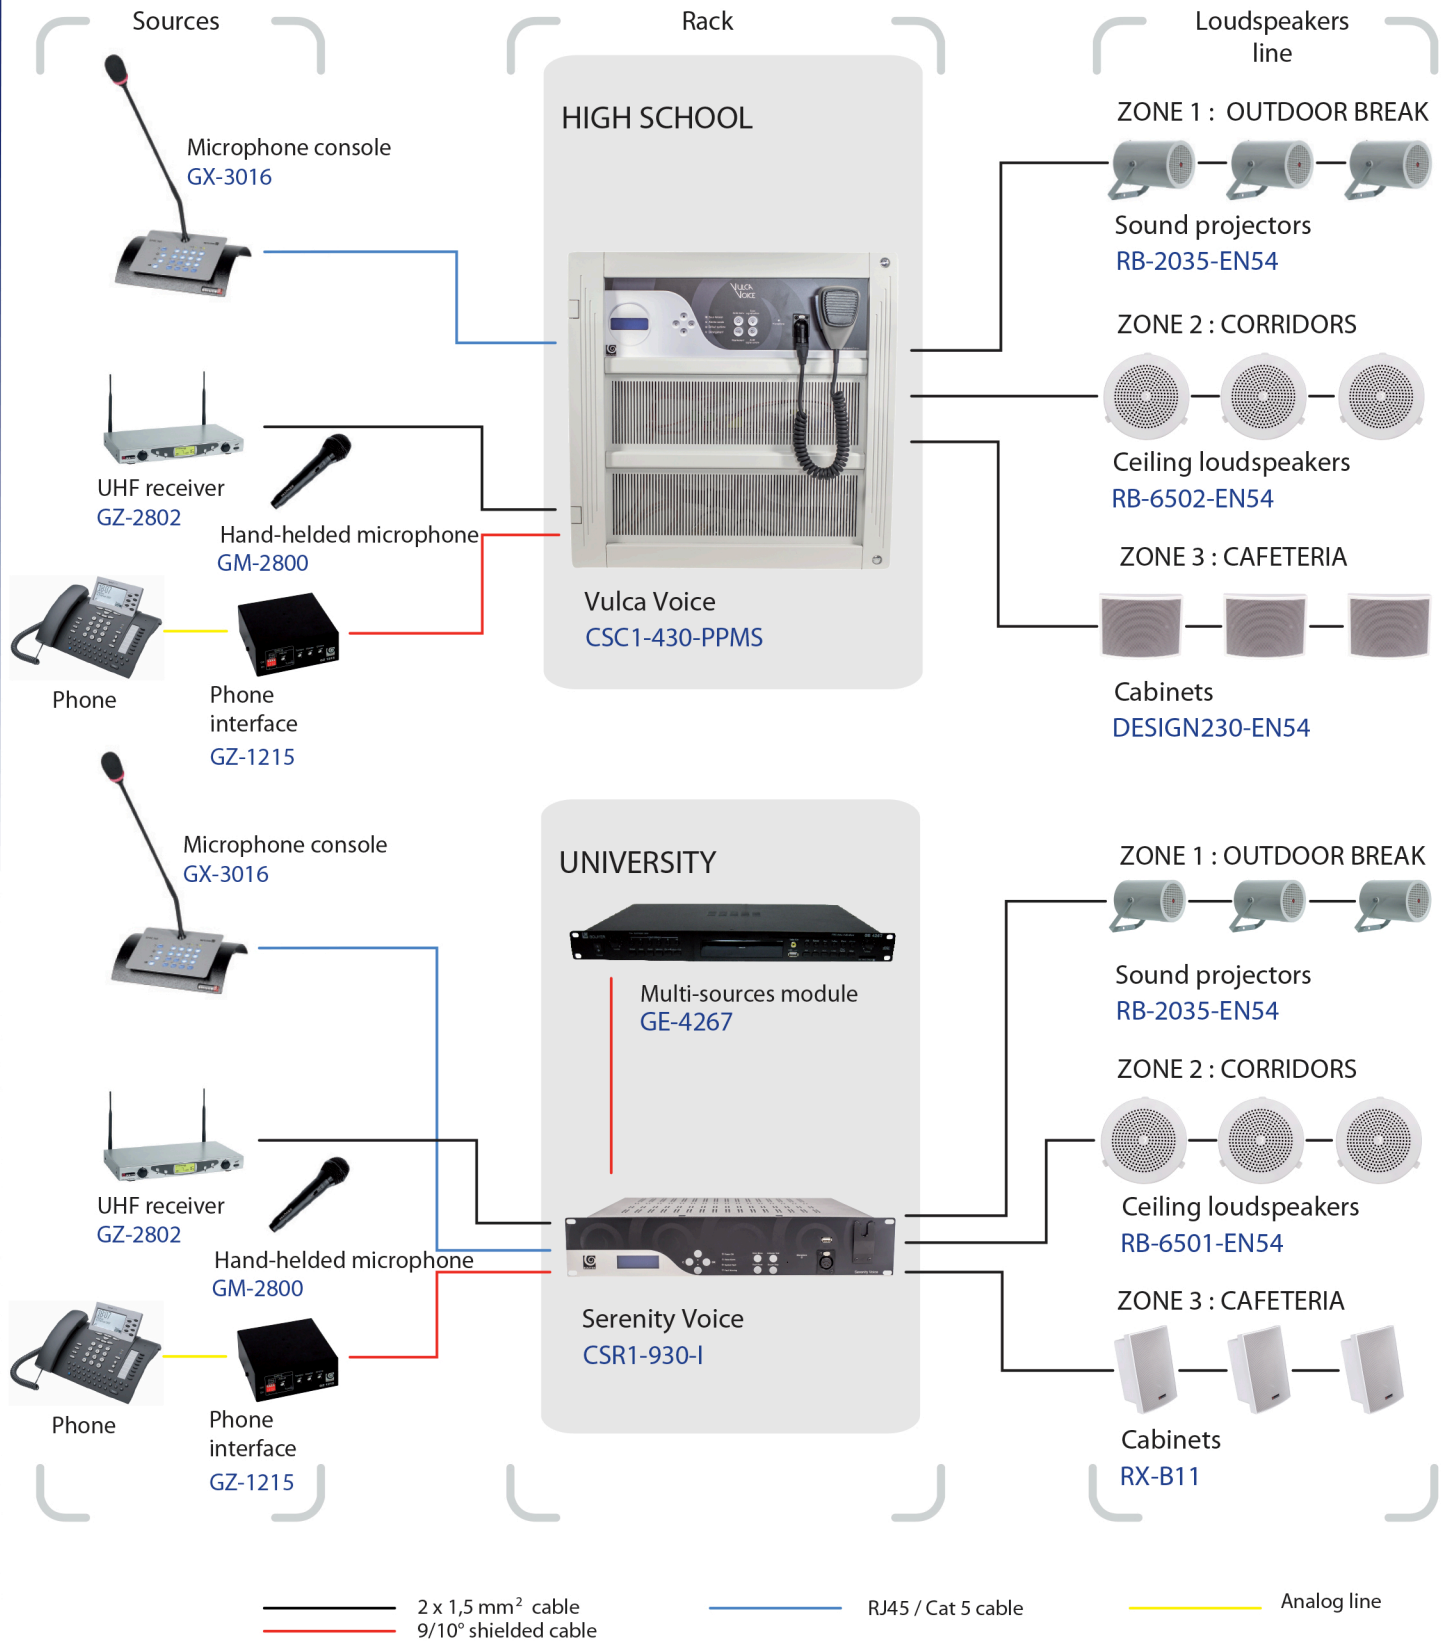 Sources
Rack
Loudspeakers
line
HIGH SCHOOL
Microphone console
GX-3016
UHF receiver
GZ-2802
Hand-helded microphone
GM-2800
Phone
Phone
interface
GZ-1215
VULCA
VOICE
Vulca Voice
CSC1-430-PPMS
ZONE 1 : OUTDOOR BREAK
Sound projectors
RB-2035-EN54
ZONE 2 : CORRIDORS
Ceiling loudspeakers
RB-6502-EN54
ZONE 3 : CAFETERIA
Cabinets
DESIGN230-EN54
UNIVERSITY
Microphone console
GX-3016
UHF receiver
GZ-2802
Hand-helded microphone
GM-2800
Phone
Phone
interface
GZ-1215
Multi-sources module
GE-4267
Serenity Voice
Serenity Voice
CSR1-930-I
ZONE 1 : OUTDOOR BREAK
Sound projectors
RB-2035-EN54
ZONE 2 : CORRIDORS
Ceiling loudspeakers
RB-6501-EN54
ZONE 3 : CAFETERIA
Cabinets
RX-B11
2 x 1,5 mm² cable
9/10° shielded cable
RJ45 / Cat 5 cable
Analog line